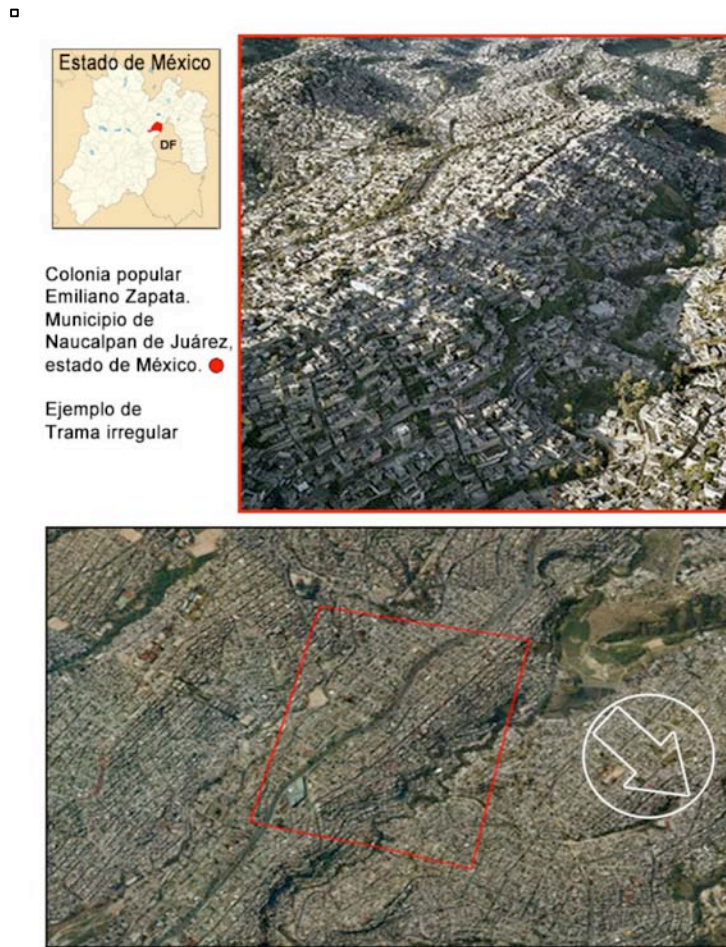 Estado de México
DF
Colonia popular
Emiliano Zapata.
Municipio de
Naucalpan de Juárez,
estado de México.
Ejemplo de
Trama irregular